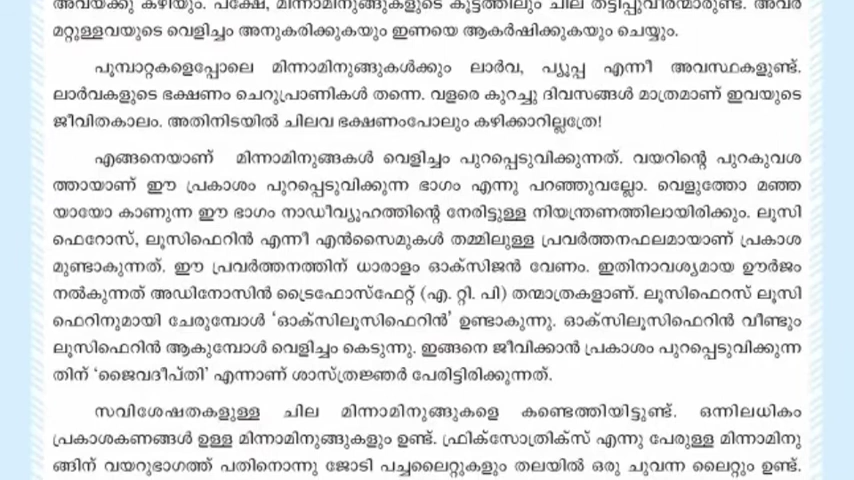 അവയ്ക്കു കഴിയും. പക്ഷേ, മിന്നാമിനുങ്ങുകളുടെ കൂട്ടത്തിലും ചില തട്ടിപ്പുവീരന്മാരുണ്ട്. അവർ
മറ്റുള്ളവയുടെ വെളിച്ചം അനുകരിക്കുകയും ഇണയെ ആകർഷിക്കുകയും ചെയ്യും.
പൂമ്പാറ്റകളെപ്പോലെ മിന്നാമിനുങ്ങുകൾക്കും ലാർവ, പ്യൂപ്പ എന്നീ അവസ്ഥകളുണ്ട്.
ലാർവകളുടെ ഭക്ഷണം ചെറുപ്രാണികൾ തന്നെ. വളരെ കുറച്ചു ദിവസങ്ങൾ മാത്രമാണ് ഇവയുടെ
ജീവിതകാലം. അതിനിടയിൽ ചിലവ ഭക്ഷണംപോലും കഴിക്കാറില്ലത്രേ!
എങ്ങനെയാണ് മിന്നാമിനുങ്ങകൾ വെളിച്ചം പുറപ്പെടുവിക്കുന്നത്. വയറിന്റെ പുറകുവശ
ത്തായാണ് ഈ പ്രകാശം പുറപ്പെടുവിക്കുന്ന ഭാഗം എന്നു പറഞ്ഞുവല്ലോ. വെളുത്തോ മഞ്ഞ
യായോ കാണുന്ന ഈ ഭാഗം നാഡീവ്യൂഹത്തിന്റെ നേരിട്ടുള്ള നിയന്ത്രണത്തിലായിരിക്കും. ലൂസി
ഫെറോസ്, ലൂസിഫെറിൻ എന്നീ എൻസൈമുകൾ തമ്മിലുള്ള പ്രവർത്തനഫലമായാണ് പ്രകാശ
മുണ്ടാകുന്നത്. ഈ പ്രവർത്തനത്തിന് ധാരാളം ഓക്സിജൻ വേണം. ഇതിനാവശ്യമായ ഊർജം
നൽകുന്നത് അഡിനോസിൻ ട്രൈഫോസ്ഫേറ്റ് (എ. റ്റി. പി) തന്മാത്രകളാണ്. ലൂസിഫെറസ് ലൂസി
ഫെറിനുമായി ചേരുമ്പോൾ ‘ഓക്സിലൂസിഫെറിൻ’ ഉണ്ടാകുന്നു. ഓക്സിലൂസിഫെറിൻ വീണ്ടും
ലൂസിഫെറിൻ ആകുമ്പോൾ വെളിച്ചം കെടുന്നു. ഇങ്ങനെ ജീവിക്കാൻ പ്രകാശം പുറപ്പെടുവിക്കുന്ന
തിന് ‘ജൈവദീപ്തി’ എന്നാണ് ശാസ്ത്രജ്ഞർ പേരിട്ടിരിക്കുന്നത്.
സവിശേഷതകളുള്ള ചില മിന്നാമിനുങ്ങുകളെ കണ്ടെത്തിയിട്ടുണ്ട്. ഒന്നിലധികം
പ്രകാശകണങ്ങൾ ഉള്ള മിന്നാമിനുങ്ങുകളും ഉണ്ട്. ഫ്രിക്സോത്രിക്സ് എന്നു പേരുള്ള മിന്നാമിനു
ങ്ങിന് വയറുഭാഗത്ത് പതിനൊന്നു ജോടി പച്ചലൈറ്റുകളും തലയിൽ ഒരു ചുവന്ന ലൈറ്റും ഉണ്ട്.